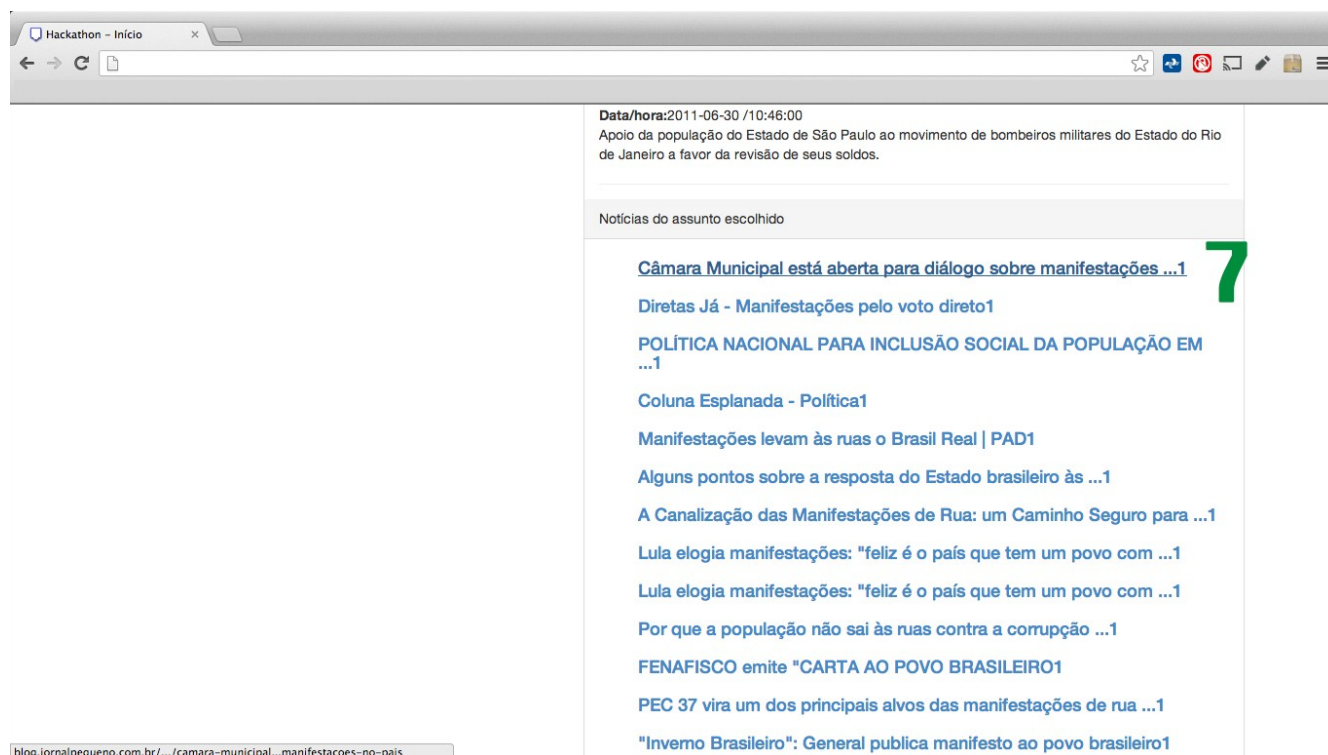 Hackathon – Início
Data/hora:2011-06-30 /10:46:00
Apoio da população do Estado de São Paulo ao movimento de bombeiros militares do Estado do Rio
de Janeiro a favor da revisão de seus soldos.
Notícias do assunto escolhido
7
Câmara Municipal está aberta para diálogo sobre manifestações ...1
Diretas Já - Manifestações pelo voto direto1
POLÍTICA NACIONAL PARA INCLUSÃO SOCIAL DA POPULAÇÃO EM
...1
Coluna Esplanada - Política1
Manifestações levam às ruas o Brasil Real | PAD1
Alguns pontos sobre a resposta do Estado brasileiro às ...1
A Canalização das Manifestações de Rua: um Caminho Seguro para ...1
Lula elogia manifestações: "feliz é o país que tem um povo com ...1
Lula elogia manifestações: "feliz é o país que tem um povo com ...1
Por que a população não sai às ruas contra a corrupção ...1
FENAFISCO emite "CARTA AO POVO BRASILEIRO1
PEC 37 vira um dos principais alvos das manifestações de rua ...1
"Inverno Brasileiro": General publica manifesto ao povo brasileiro1
blog.jornalpequeno.com.br/.../camara-municipal...manifestacoes-no-pais